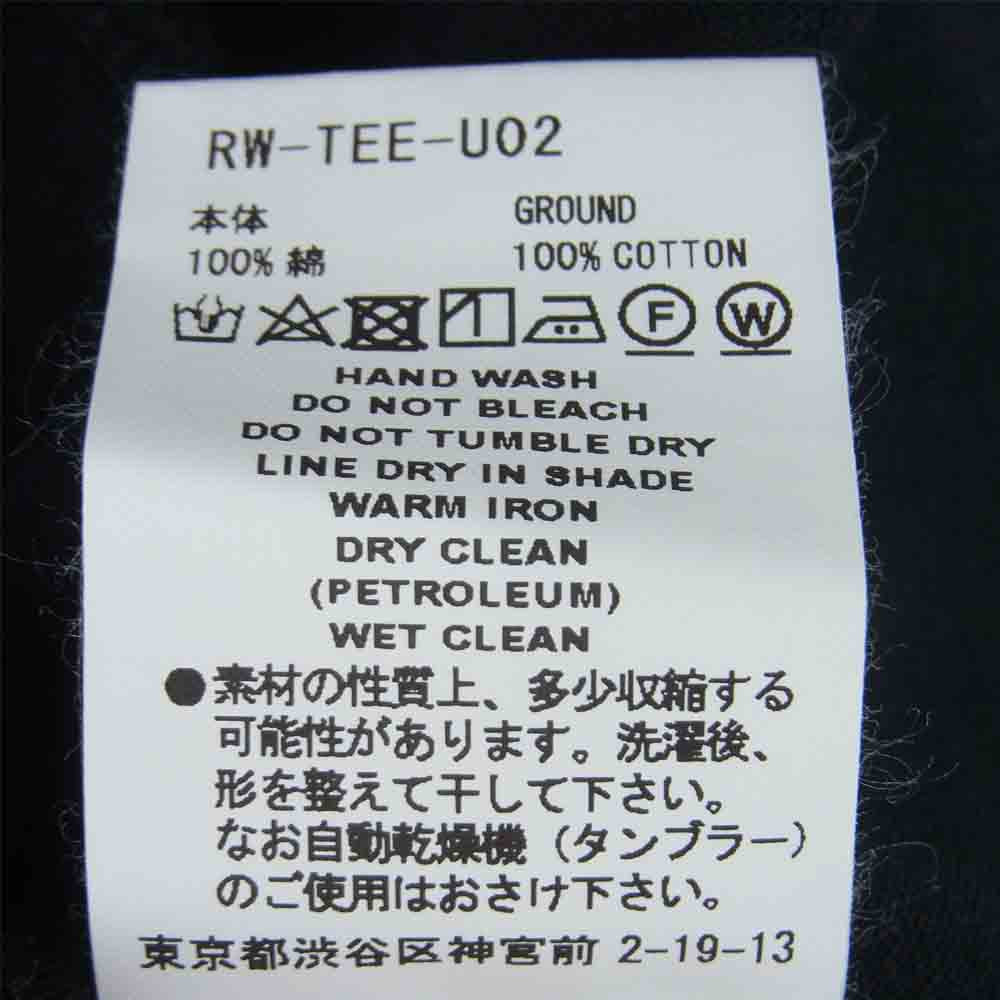 RW-TEE-U02
本体 GROUND
100% 綿 100% COTTON
F W
HAND WASH
DO NOT BLEACH
DO NOT TUMBLE DRY
LINE DRY IN SHADE
WARM IRON
DRY CLEAN
(PETROLEUM)
WET CLEAN
●素材の性質上、多少収縮する
可能性があります。洗濯後、
形を整えて干して下さい。
なお自動乾燥機（タンブラー）
のご使用はおさけ下さい。
東京都渋谷区神宮前 2-19-13